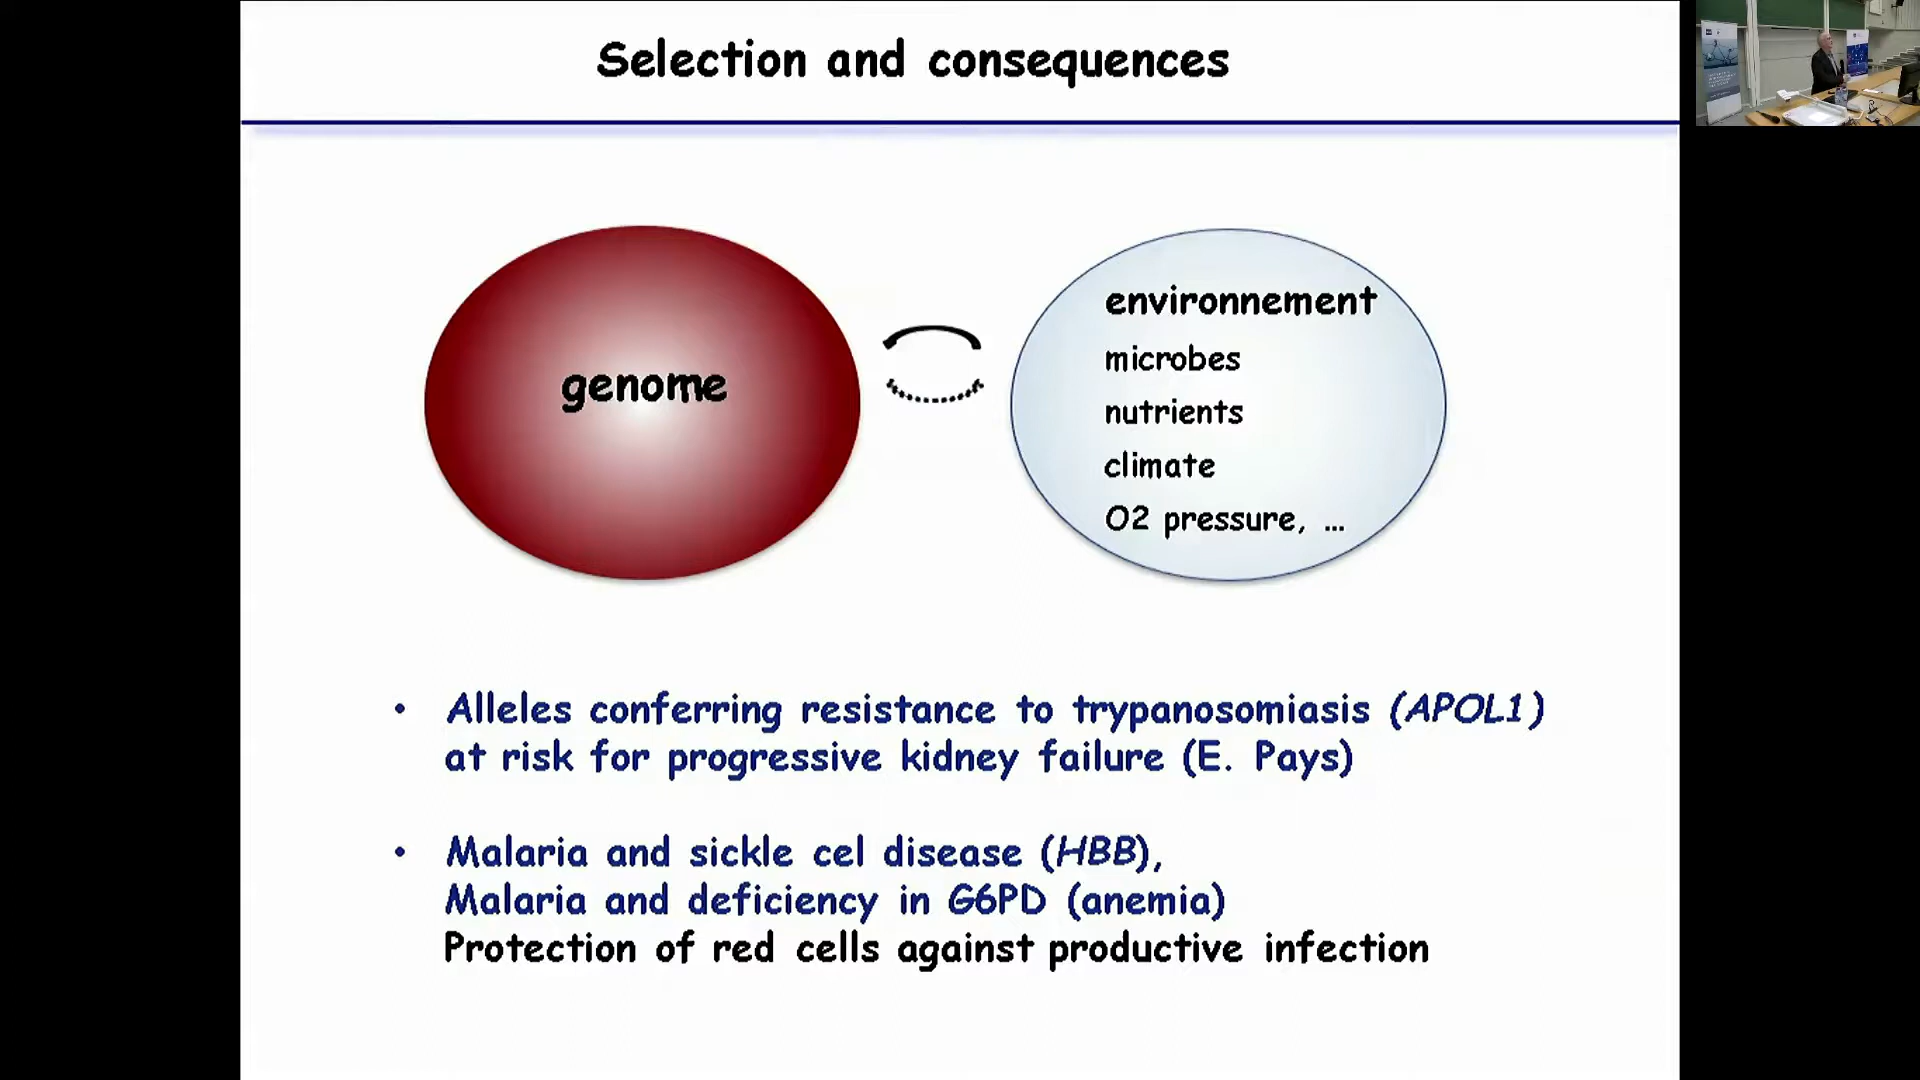 Selection and consequences
genome
environnement
microbes
nutrients
climate
O2 pressure, ...
• Alleles conferring resistance to trypanosomiasis (APOL1)
at risk for progressive kidney failure (E. Pays)
• Malaria and sickle cel disease (HBB),
Malaria and deficiency in G6PD (anemia)
Protection of red cells against productive infection